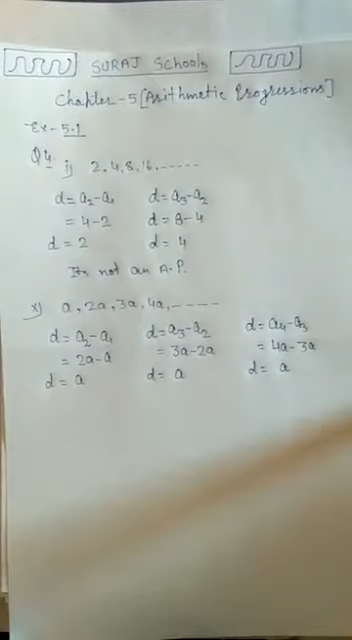 SURAJ Schools
Chapter-5 [Arithmetic Progressions]
Ex-5.1
Q4. i) 2, 4, 8, 16, -----
d = a₂-a₁ d = a₃-a₂
= 4-2 d = 8-4
d = 2 d = 4
Its not an A.P.
x) a, 2a, 3a, 4a, -----
d = a₂-a₁ d = a₃-a₂ d = a₄-a₃
= 2a-a = 3a-2a = 4a-3a
d = a d = a d = a